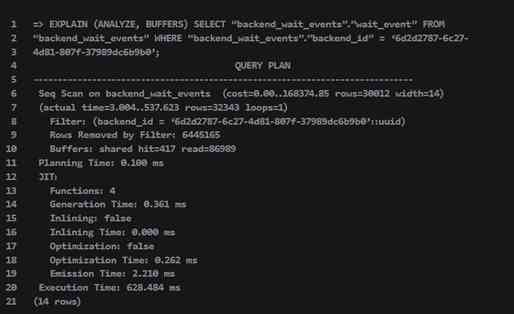 1 => EXPLAIN (ANALYZE, BUFFERS) SELECT “backend_wait_events”.”wait_event” FROM
2 “backend_wait_events” WHERE “backend_wait_events”.”backend_id” = ‘6d2d2787-6c27-
3 4d81-807f-37989dc6b9b0’;
4 QUERY PLAN
5 --------------------------------------------------------------------------
6 Seq Scan on backend_wait_events (cost=0.00..168374.85 rows=30012 width=14)
7 (actual time=3.004..537.623 rows=32343 loops=1)
8 Filter: (backend_id = ‘6d2d2787-6c27-4d81-807f-37989dc6b9b0’::uuid)
9 Rows Removed by Filter: 6445165
10 Buffers: shared hit=417 read=86989
11 Planning Time: 0.100 ms
12 JIT:
13 Functions: 4
14 Generation Time: 0.361 ms
15 Inlining: false
16 Inlining Time: 0.000 ms
17 Optimization: false
18 Optimization Time: 0.262 ms
19 Emission Time: 2.210 ms
20 Execution Time: 628.484 ms
21 (14 rows)